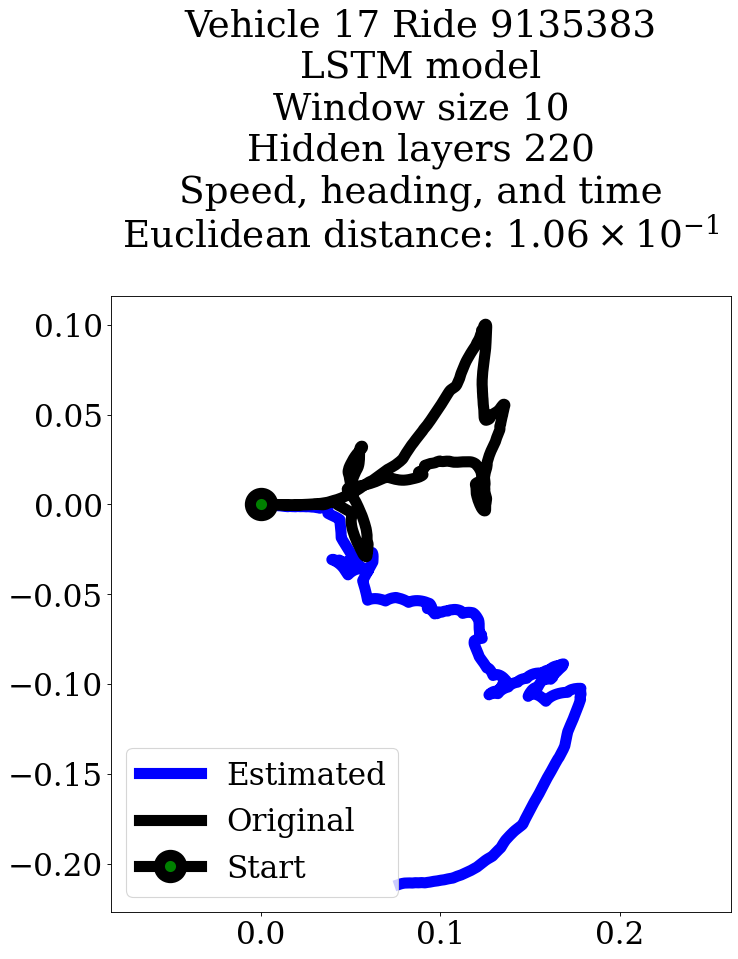 Vehicle 17 Ride 9135383
LSTM model
Window size 10
Hidden layers 220
Speed, heading, and time
Euclidean distance: 1.06 × 10⁻¹
0.10
0.05
0.00
−0.05
−0.10
−0.15
−0.20
Estimated
Original
Start
0.0 0.1 0.2